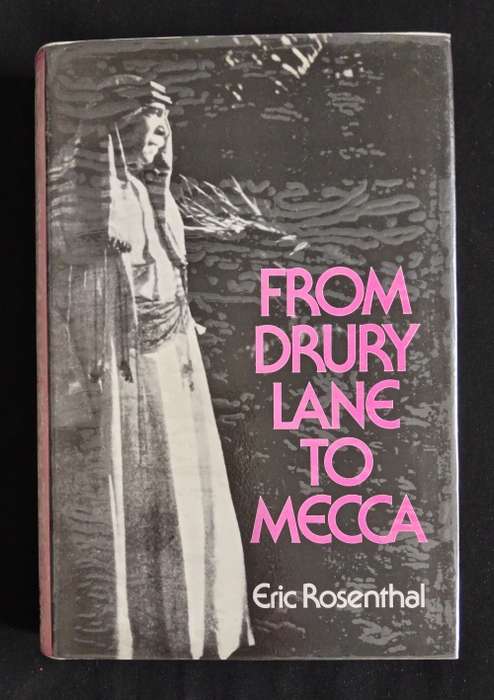 FROM
DRURY
LANE
TO
MECCA
Eric Rosenthal